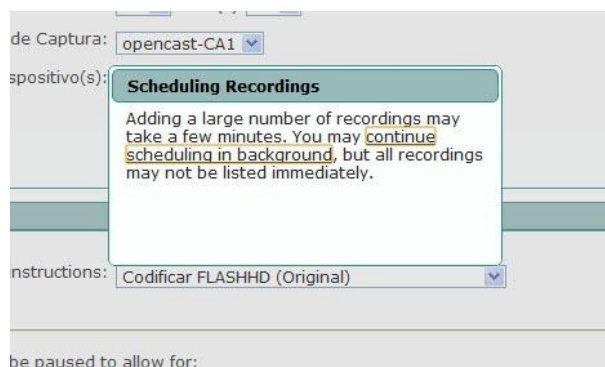 de Captura: opencast-CA1
spositivo(s):
Scheduling Recordings
Adding a large number of recordings may
take a few minutes. You may continue
scheduling in background, but all recordings
may not be listed immediately.
nstructions: Codificar FLASHHD (Original)
be paused to allow for: